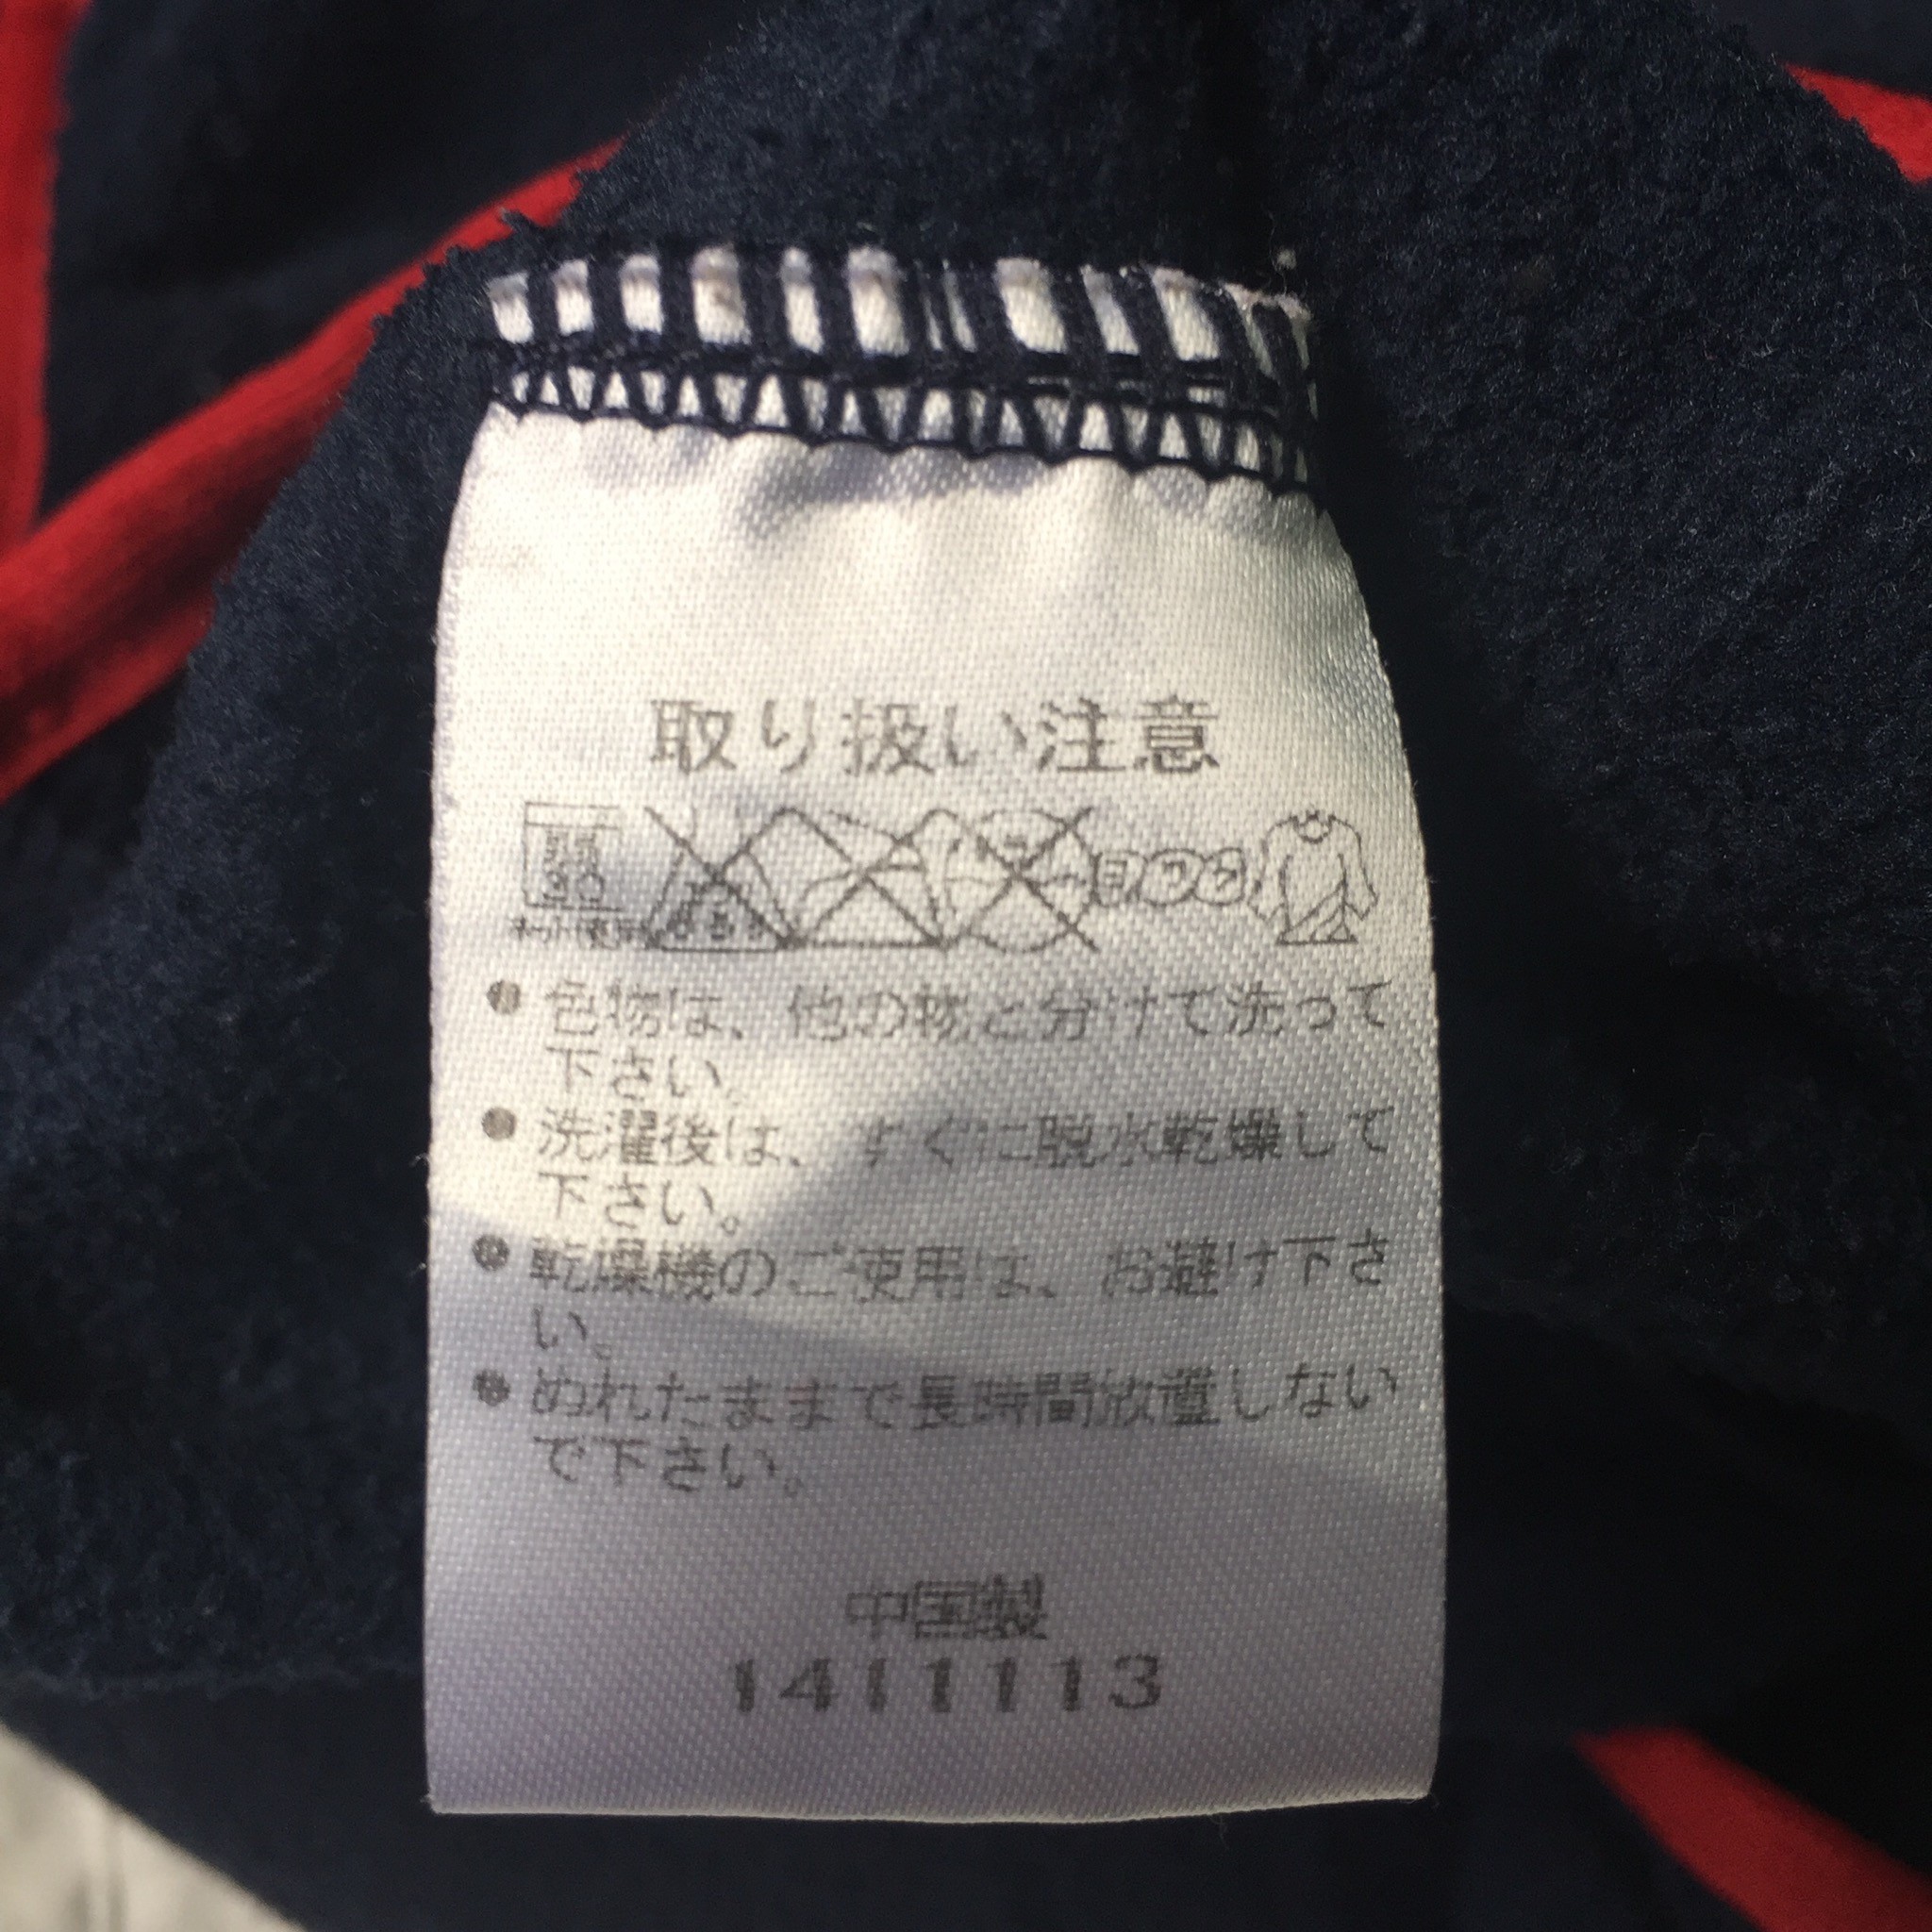 取り扱い注意
弱
30
色物は、他の物と分けて洗って
下さい。
洗濯後は、すぐに脱水乾燥して
下さい。
乾燥機のご使用は、お避け下さ
い。
ぬれたままで長時間放置しない
で下さい。
中国製
1411113